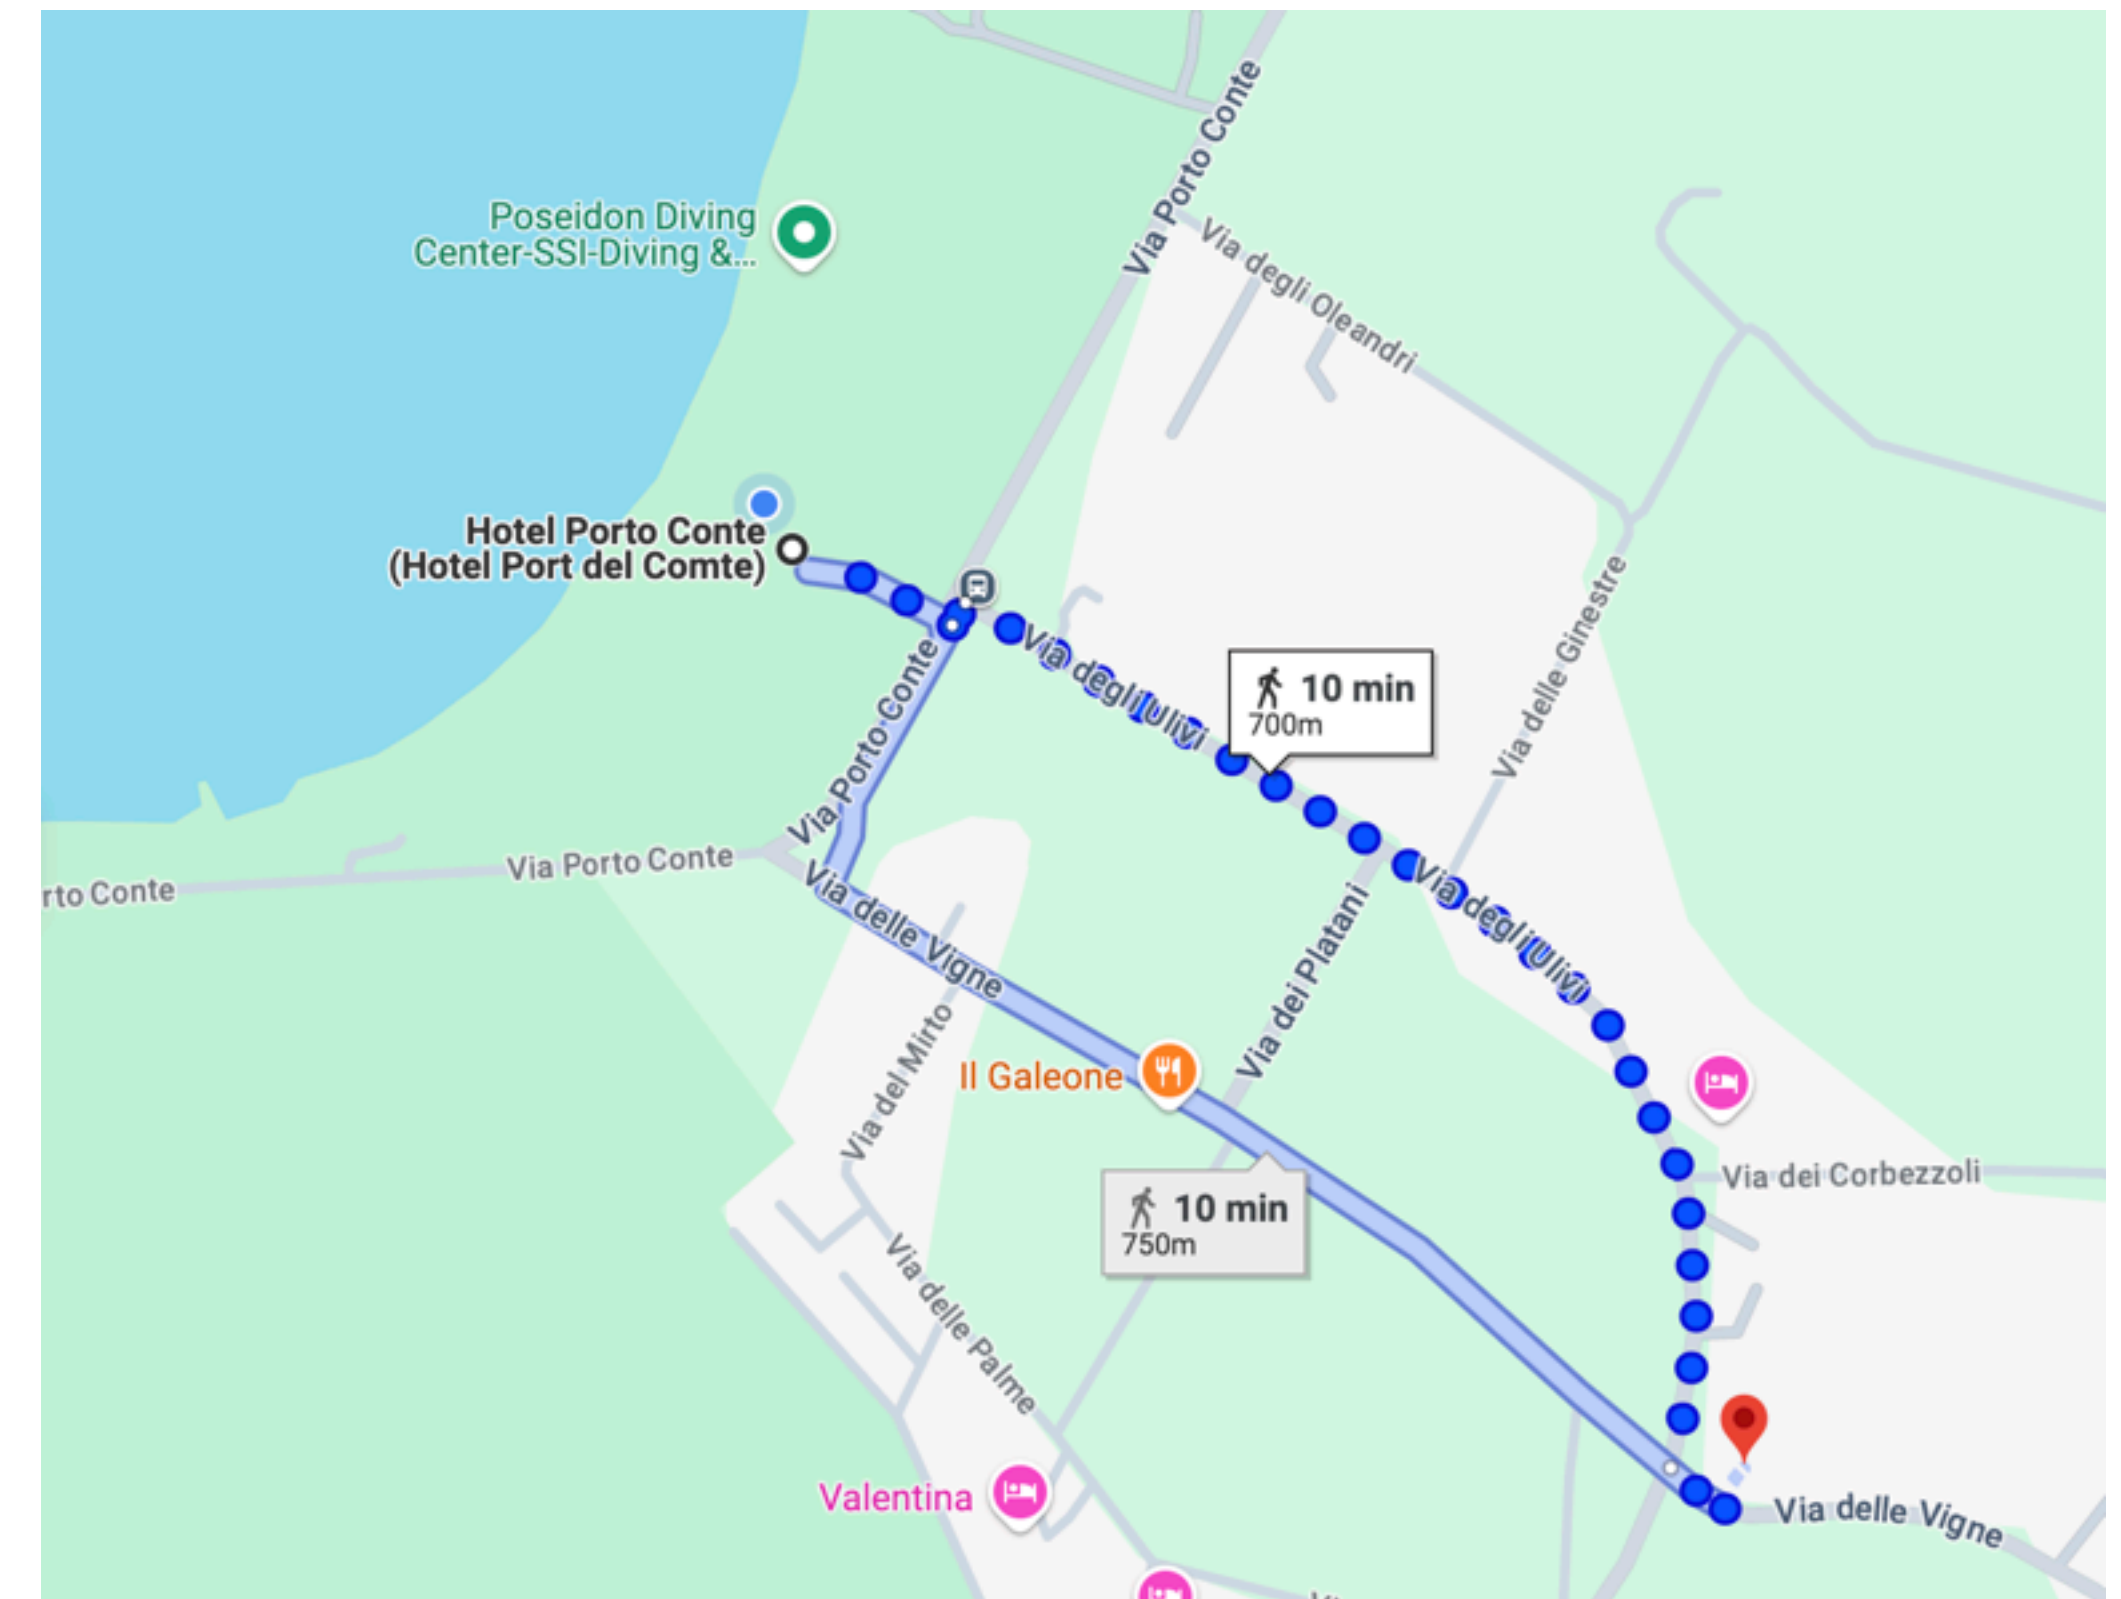 Via Porto Conte
Poseidon Diving
Center-SSI-Diving &...
Via degli Oleandri
Hotel Porto Conte
(Hotel Port del Comte)
Via degli Ulivi
Via delle Ginestre
10 min
700m
Via Porto Conte
Via Porto Conte
rto Conte
Via delle Vigne
Via degli Ulivi
Via dei Platani
Via del Mirto
Il Galeone
Via dei Corbezzoli
10 min
750m
Via delle Palme
Valentina
Via delle Vigne